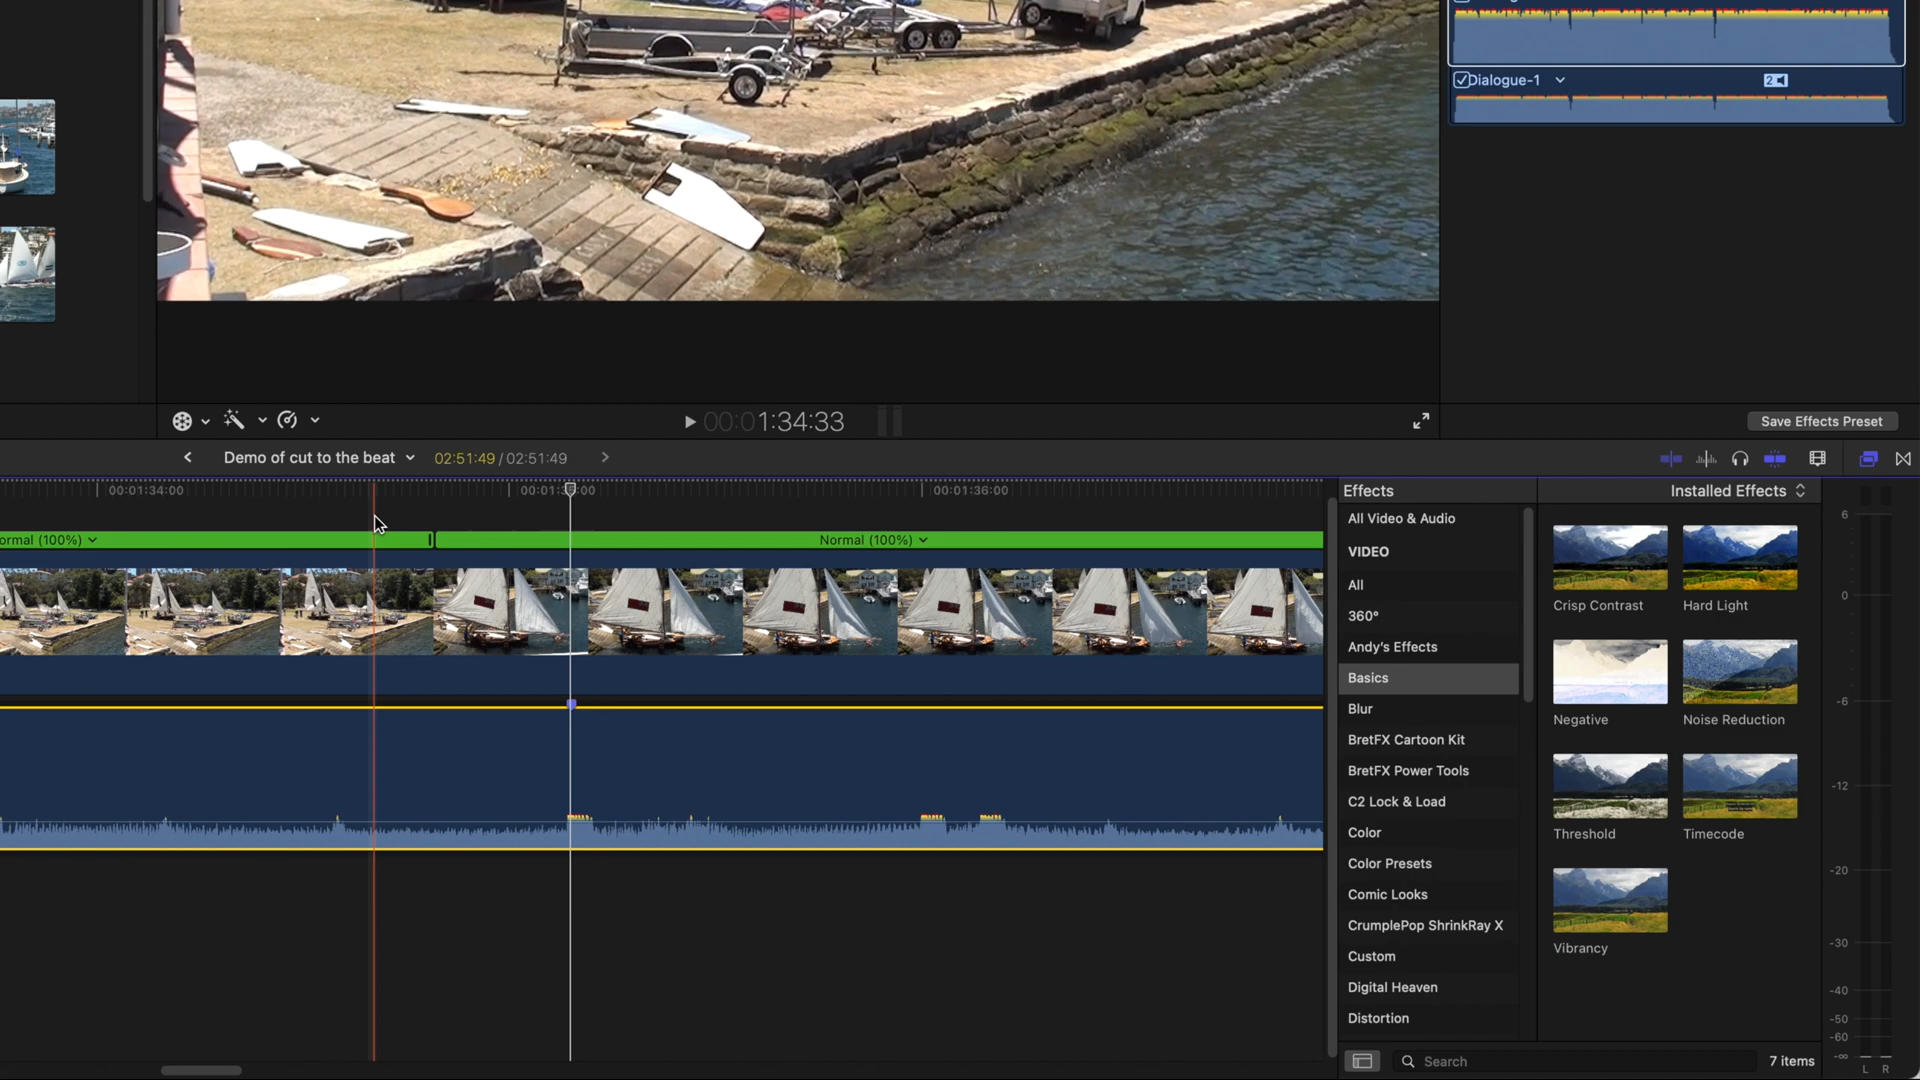 Dialogue-1
2
00:01:34:33
Save Effects Preset
Demo of cut to the beat
02:51:49 / 02:51:49
00:01:34:00
00:01:36:00
ormal (100%)
Normal (100%)
Effects
Installed Effects
All Video & Audio
VIDEO
All
360°
Andy's Effects
Basics
Blur
BretFX Cartoon Kit
BretFX Power Tools
C2 Lock & Load
Color
Color Presets
Comic Looks
CrumplePop ShrinkRay X
Custom
Digital Heaven
Distortion
Crisp Contrast
Hard Light
Negative
Noise Reduction
Threshold
Timecode
Vibrancy
Search
7 items
6
0
-6
-12
-20
-30
-40
-50
-60
-∞
L R